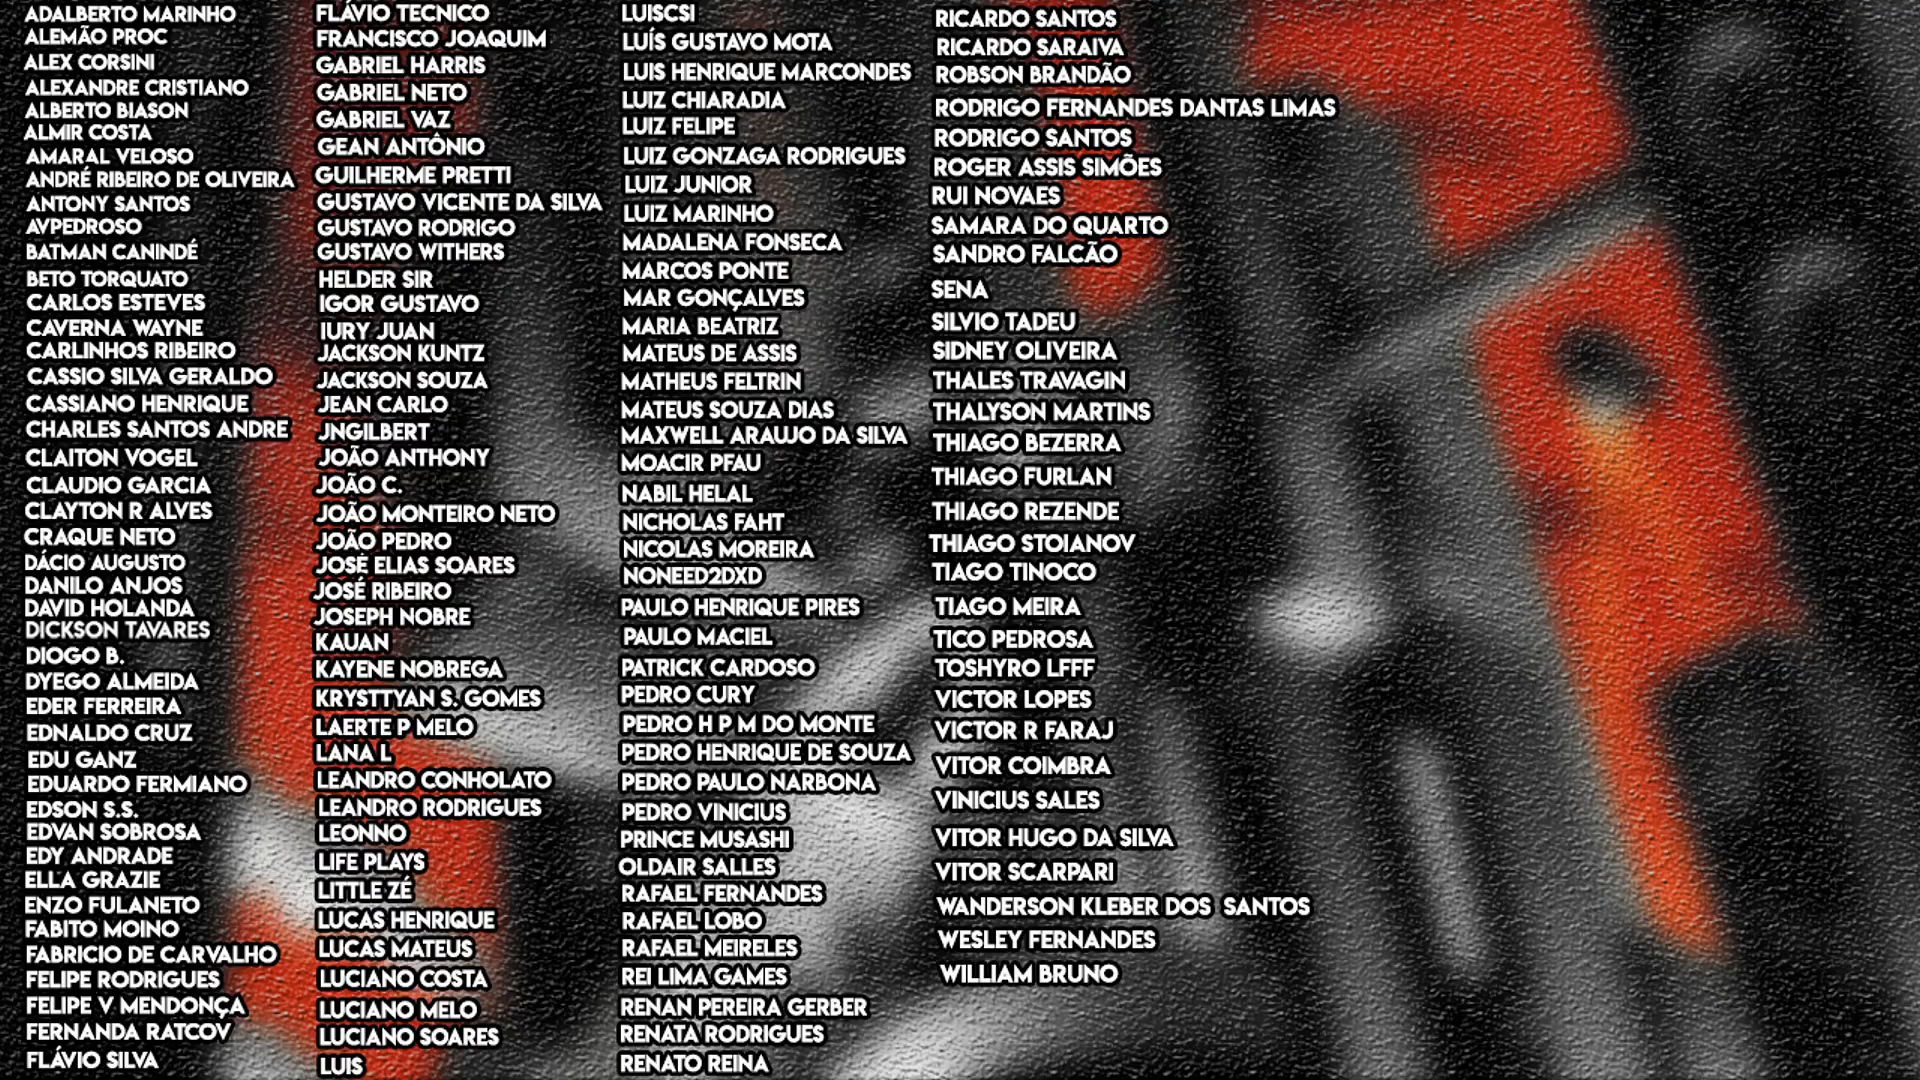 ADALBERTO MARINHO
ALEMÃO PROC
ALEX CORSINI
ALEXANDRE CRISTIANO
ALBERTO BIASON
ALMIR COSTA
AMARAL VELOSO
ANDRÉ RIBEIRO DE OLIVEIRA
ANTONY SANTOS
AVPEDROSO
BATMAN CANINDÉ
BETO TORQUATO
CARLOS ESTEVES
CAVERNA WAYNE
CARLINHOS RIBEIRO
CASSIO SILVA GERALDO
CASSIANO HENRIQUE
CHARLES SANTOS ANDRE
CLAITON VOGEL
CLAUDIO GARCIA
CLAYTON R ALVES
CRAQUE NETO
DÁCIO AUGUSTO
DANILO ANJOS
DAVID HOLANDA
DICKSON TAVARES
DIOGO B.
DYEGO ALMEIDA
EDER FERREIRA
EDNALDO CRUZ
EDU GANZ
EDUARDO FERMIANO
EDSON S.S.
EDVAN SOBROSA
EDY ANDRADE
ELLA GRAZIE
ENZO FULANETO
FABITO MOINO
FABRICIO DE CARVALHO
FELIPE RODRIGUES
FELIPE V MENDONÇA
FERNANDA RATCOV
FLÁVIO SILVA
FLÁVIO TECNICO
FRANCISCO JOAQUIM
GABRIEL HARRIS
GABRIEL NETO
GABRIEL VAZ
GEAN ANTÔNIO
GUILHERME PRETTI
GUSTAVO VICENTE DA SILVA
GUSTAVO RODRIGO
GUSTAVO WITHERS
HELDER SIR
IGOR GUSTAVO
IURY JUAN
JACKSON KUNTZ
JACKSON SOUZA
JEAN CARLO
JNGILBERT
JOÃO ANTHONY
JOÃO C.
JOÃO MONTEIRO NETO
JOÃO PEDRO
JOSÉ ELIAS SOARES
JOSÉ RIBEIRO
JOSEPH NOBRE
KAUAN
KAYENE NOBREGA
KRYSTTYAN S. GOMES
LAERTE P MELO
LANA L
LEANDRO CONHOLATO
LEANDRO RODRIGUES
LEONNO
LIFE PLAYS
LITTLE ZÉ
LUCAS HENRIQUE
LUCAS MATEUS
LUCIANO COSTA
LUCIANO MELO
LUCIANO SOARES
LUIS
LUISCSI
LUÍS GUSTAVO MOTA
LUIS HENRIQUE MARCONDES
LUIZ CHIARADIA
LUIZ FELIPE
LUIZ GONZAGA RODRIGUES
LUIZ JUNIOR
LUIZ MARINHO
MADALENA FONSECA
MARCOS PONTE
MAR GONÇALVES
MARIA BEATRIZ
MATEUS DE ASSIS
MATHEUS FELTRIN
MATEUS SOUZA DIAS
MAXWELL ARAUJO DA SILVA
MOACIR PFAU
NABIL HELAL
NICHOLAS FAHT
NICOLAS MOREIRA
NONEED2DXD
PAULO HENRIQUE PIRES
PAULO MACIEL
PATRICK CARDOSO
PEDRO CURY
PEDRO H P M DO MONTE
PEDRO HENRIQUE DE SOUZA
PEDRO PAULO NARBONA
PEDRO VINICIUS
PRINCE MUSASHI
OLDAIR SALLES
RAFAEL FERNANDES
RAFAEL LOBO
RAFAEL MEIRELES
REI LIMA GAMES
RENAN PEREIRA GERBER
RENATA RODRIGUES
RENATO REINA
RICARDO SANTOS
RICARDO SARAIVA
ROBSON BRANDÃO
RODRIGO FERNANDES DANTAS LIMAS
RODRIGO SANTOS
ROGER ASSIS SIMÕES
RUI NOVAES
SAMARA DO QUARTO
SANDRO FALCÃO
SENA
SILVIO TADEU
SIDNEY OLIVEIRA
THALES TRAVAGIN
THALYSON MARTINS
THIAGO BEZERRA
THIAGO FURLAN
THIAGO REZENDE
THIAGO STOIANOV
TIAGO TINOCO
TIAGO MEIRA
TICO PEDROSA
TOSHYRO LFFF
VICTOR LOPES
VICTOR R FARAJ
VITOR COIMBRA
VINICIUS SALES
VITOR HUGO DA SILVA
VITOR SCARPARI
WANDERSON KLEBER DOS SANTOS
WESLEY FERNANDES
WILLIAM BRUNO